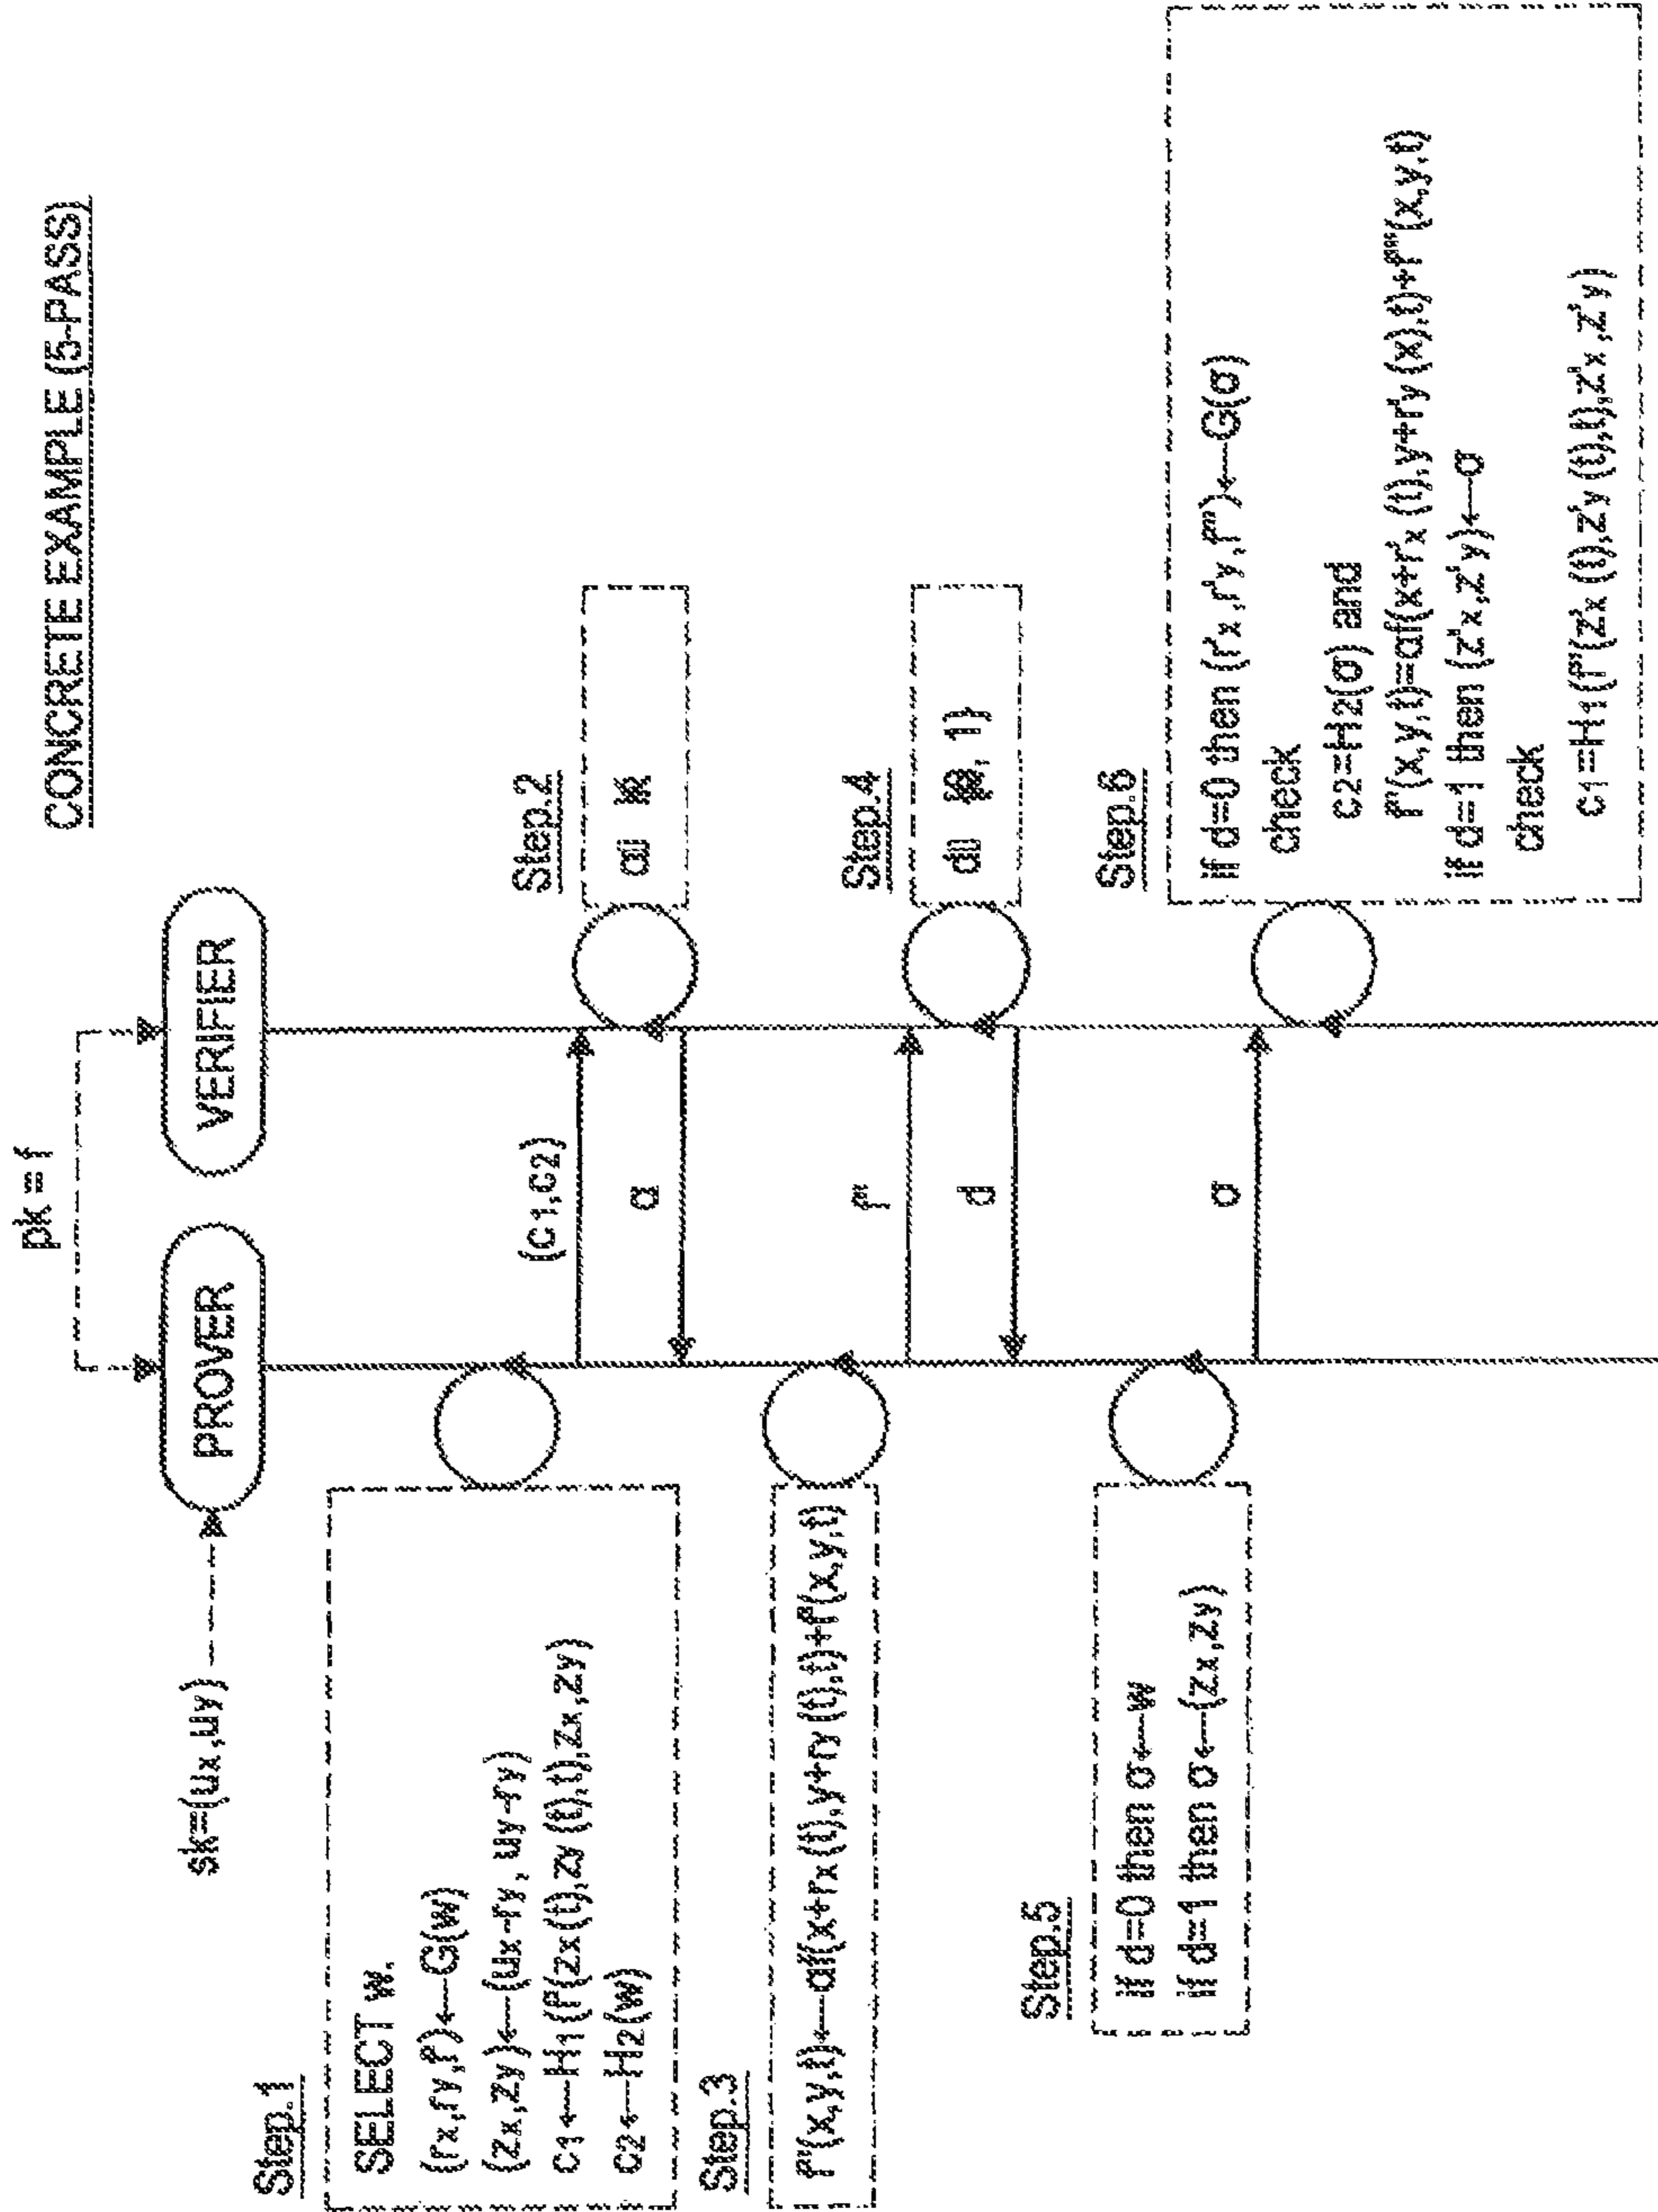 CONCRETE EXAMPLE (5-PASS)
pk = f
sk=(ux,uy)
PROVER
VERIFIER
Step.1
SELECT w.
(rx,ry,f')←G(w)
(zx,zy)←(ux-ry, uy-ry)
c1←H1(f'(zx(t),zy(t),t),zx,zy)
c2←H2(w)
(c1,c2)
Step.2
α
α
Step.3
f''(x,y,t)←αf(x+rx(t),y+ry(t),t)+f'(x,y,t)
f''
Step.4
d , 1}
d
Step.5
if d=0 then σ←w
if d=1 then σ←(zx,zy)
σ
Step.6
if d=0 then (r'x,r'y,f''')←G(σ)
check
c2=H2(σ) and
f''(x,y,t)=αf(x+r'x(t),y+r'y(x),t)+f'''(x,y,t)
if d=1 then (z'x,z'y)←σ
check
c1=H1(f''(z'x(t),z'y(t),t),z'x,z'y)